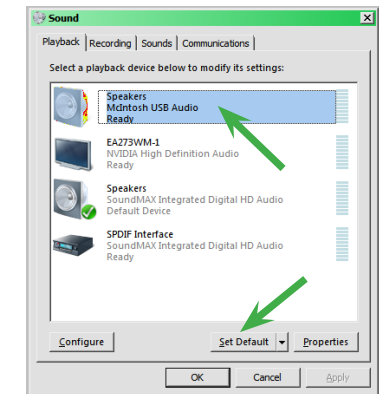 Sound
Playback Recording Sounds Communications
Select a playback device below to modify its settings:
Speakers
McIntosh USB Audio
Ready
EA273WM-1
NVIDIA High Definition Audio
Ready
Speakers
SoundMAX Integrated Digital HD Audio
Default Device
SPDIF Interface
SoundMAX Integrated Digital HD Audio
Ready
Configure Set Default Properties
OK Cancel Apply